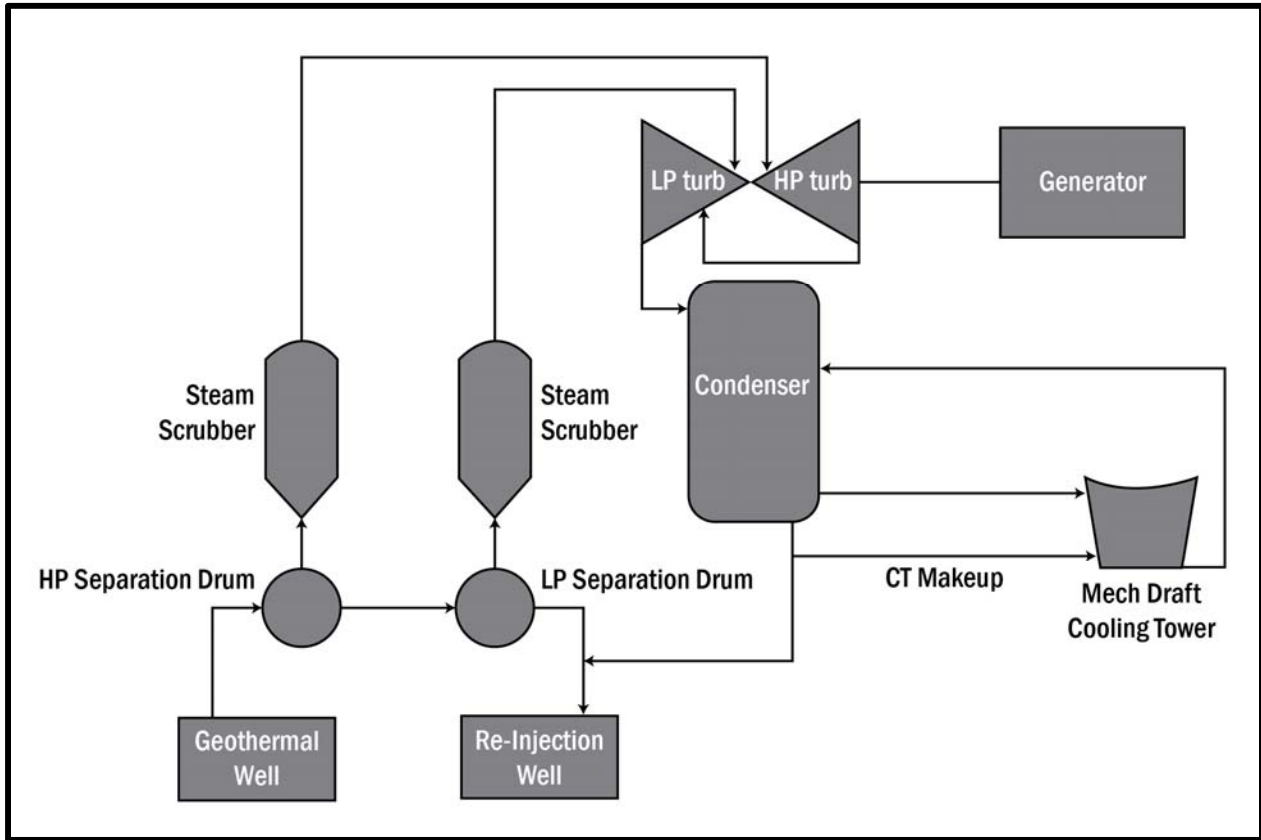 LP turb
HP turb
Generator
Steam
Scrubber
Steam
Scrubber
Condenser
HP Separation Drum
LP Separation Drum
CT Makeup
Mech Draft
Cooling Tower
Geothermal
Well
Re-Injection
Well